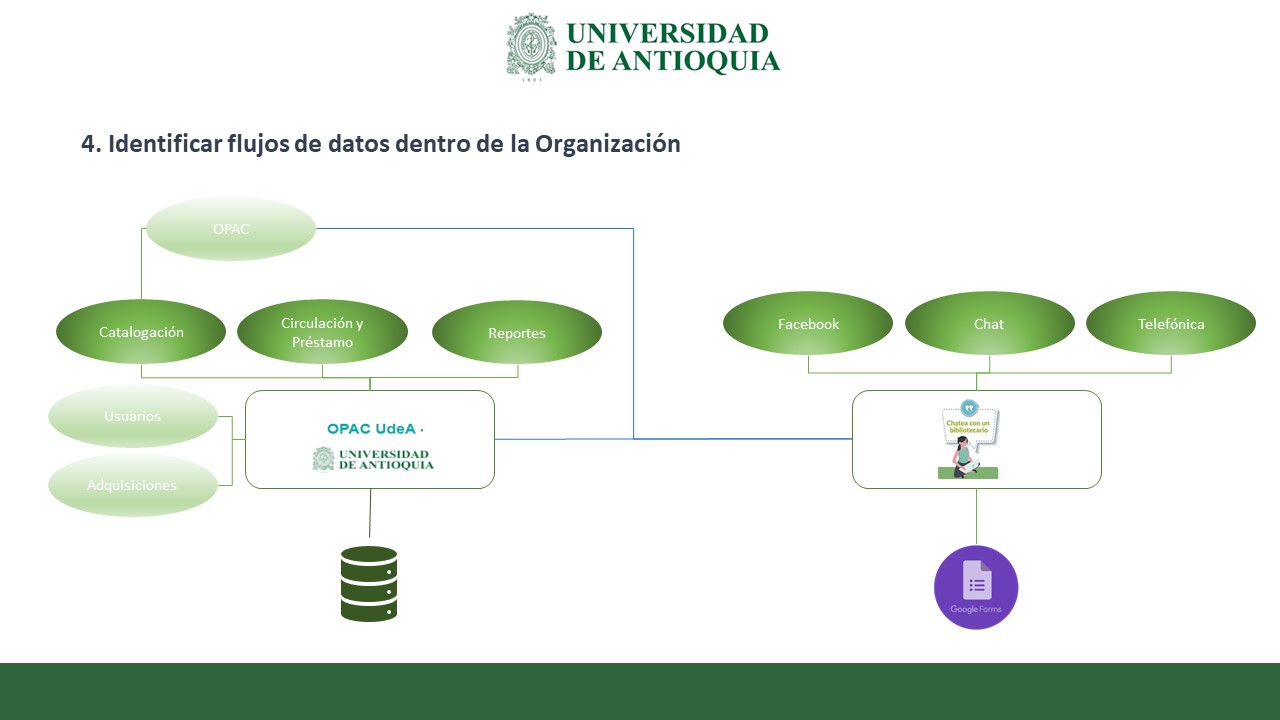 UNIVERSIDAD
DE ANTIOQUIA
1803
4. Identificar flujos de datos dentro de la Organización
OPAC
Catalogación
Circulación y
Préstamo
Reportes
Facebook
Chat
Telefónica
Usuarios
Adquisiciones
OPAC UdeA ·
UNIVERSIDAD
DE ANTIOQUIA
Chatea con un
bibliotecario
Google Forms